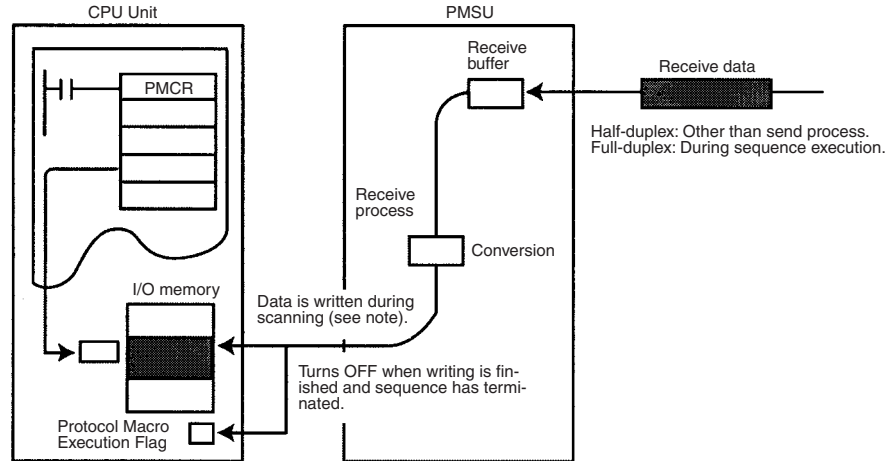 CPU Unit
PMSU
PMCR
Receive
buffer
Receive data
Half-duplex: Other than send process.
Full-duplex: During sequence execution.
Receive
process
Conversion
I/O memory
Data is written during
scanning (see note).
Turns OFF when writing is fin-
ished and sequence has termi-
nated.
Protocol Macro
Execution Flag